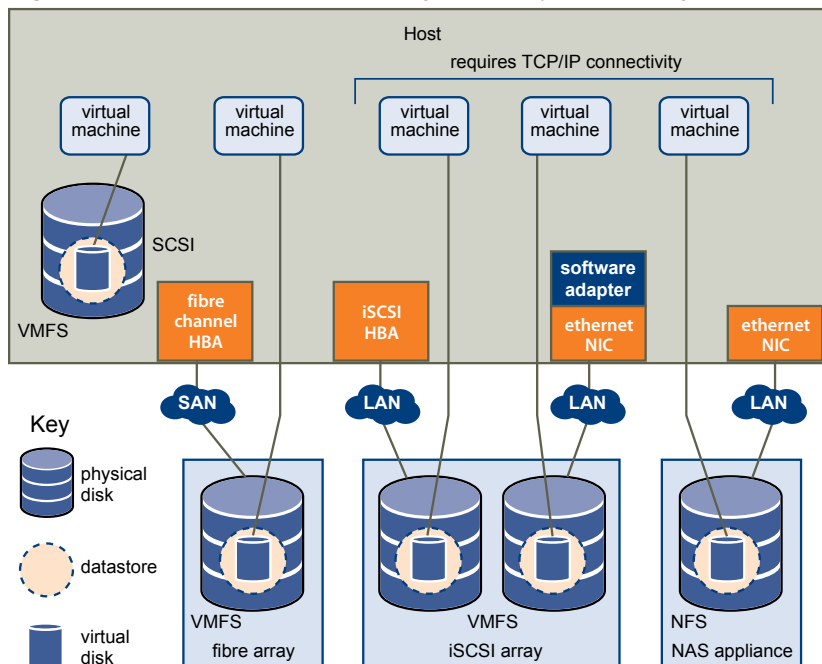 Host
requires TCP/IP connectivity
virtual
machine
virtual
machine
virtual
machine
virtual
machine
virtual
machine
SCSI
VMFS
fibre
channel
HBA
iSCSI
HBA
software
adapter
ethernet
NIC
ethernet
NIC
SAN
LAN
LAN
LAN
Key
physical
disk
datastore
virtual
disk
VMFS
fibre array
VMFS
iSCSI array
NFS
NAS appliance